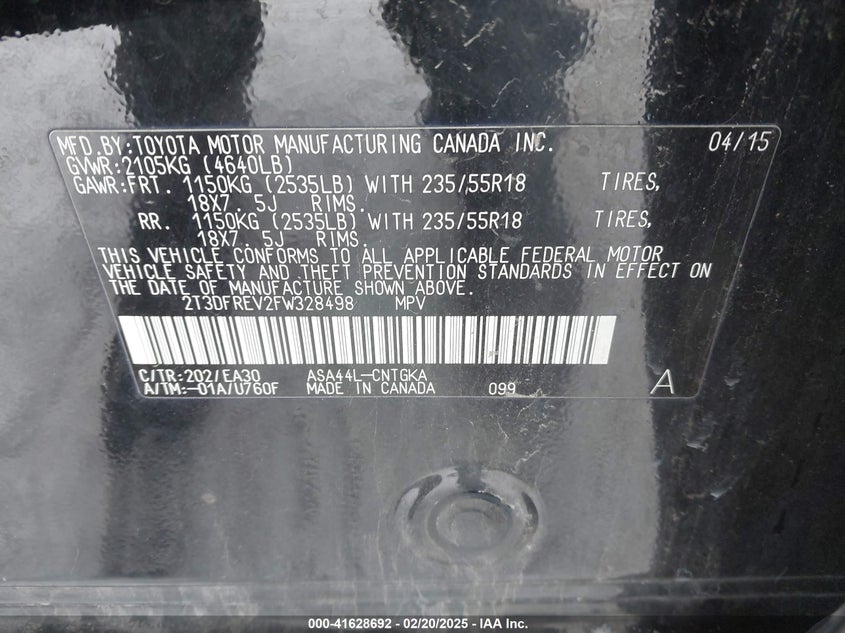 MFD.BY:TOYOTA MOTOR MANUFACTURING CANADA INC. 04/15
GVWR:2105KG (4640LB)
GAWR:FRT. 1150KG (2535LB) WITH 235/55R18 TIRES,
18X7. 5J RIMS.
RR. 1150KG (2535LB) WITH 235/55R18 TIRES,
18X7. 5J RIMS.
THIS VEHICLE CONFORMS TO ALL APPLICABLE FEDERAL MOTOR
VEHICLE SAFETY AND THEFT PREVENTION STANDARDS IN EFFECT ON
THE DATE OF MANUFACTURE SHOWN ABOVE.
2T3DFREV2FW328498 MPV
C/TR:202/EA30 ASA44L-CNTGKA
A/TM:-01A/U760F MADE IN CANADA 099 A
000-41628692 - 02/20/2025 - IAA Inc.